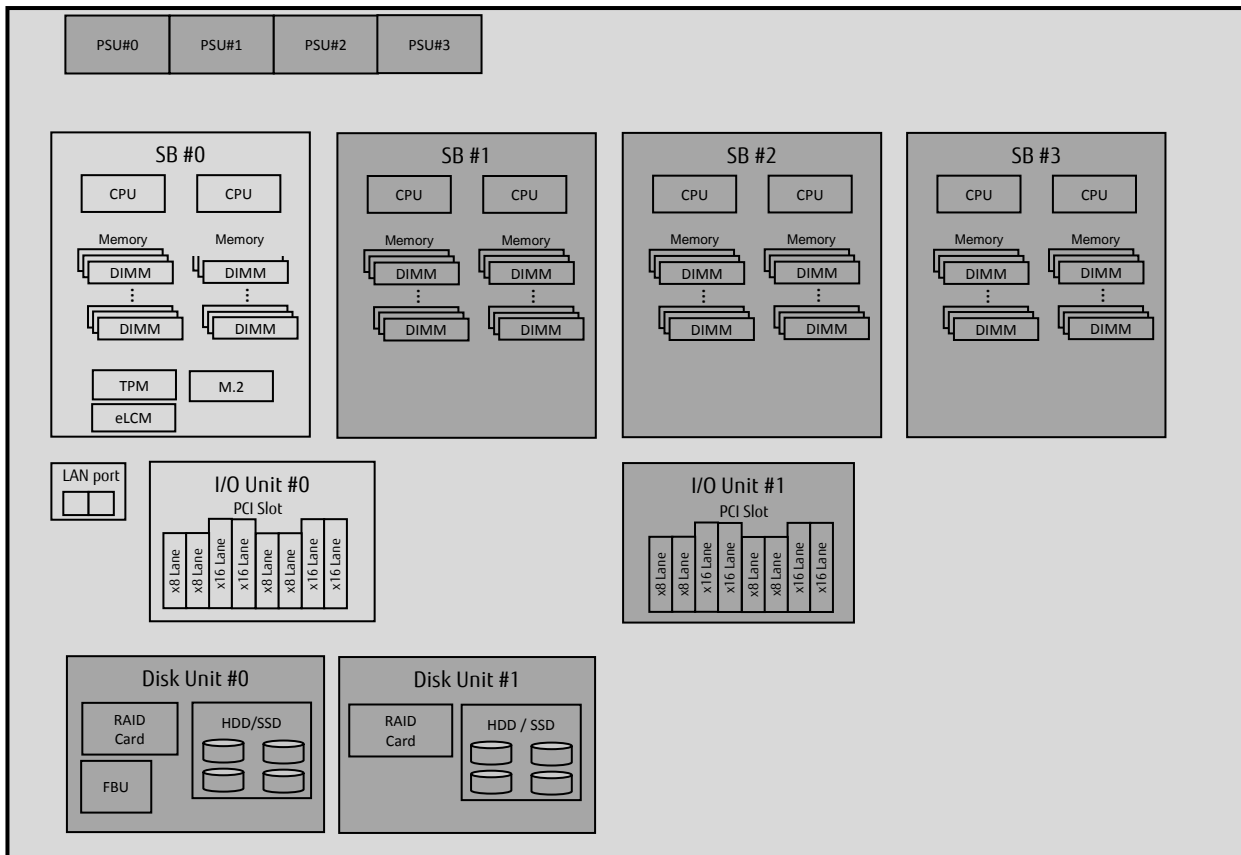 PSU#0 PSU#1 PSU#2 PSU#3
SB #0
CPU CPU
Memory Memory
DIMM DIMM
DIMM DIMM
TPM M.2
eLCM
SB #1
CPU CPU
Memory Memory
DIMM DIMM
DIMM DIMM
SB #2
CPU CPU
Memory Memory
DIMM DIMM
DIMM DIMM
SB #3
CPU CPU
Memory Memory
DIMM DIMM
DIMM DIMM
LAN port
I/O Unit #0
PCI Slot
x8 Lane
x8 Lane
x16 Lane
x16 Lane
x8 Lane
x8 Lane
x16 Lane
x16 Lane
I/O Unit #1
PCI Slot
x8 Lane
x8 Lane
x16 Lane
x16 Lane
x8 Lane
x8 Lane
x16 Lane
x16 Lane
Disk Unit #0
RAID
Card
HDD/SSD
FBU
Disk Unit #1
RAID
Card
HDD / SSD